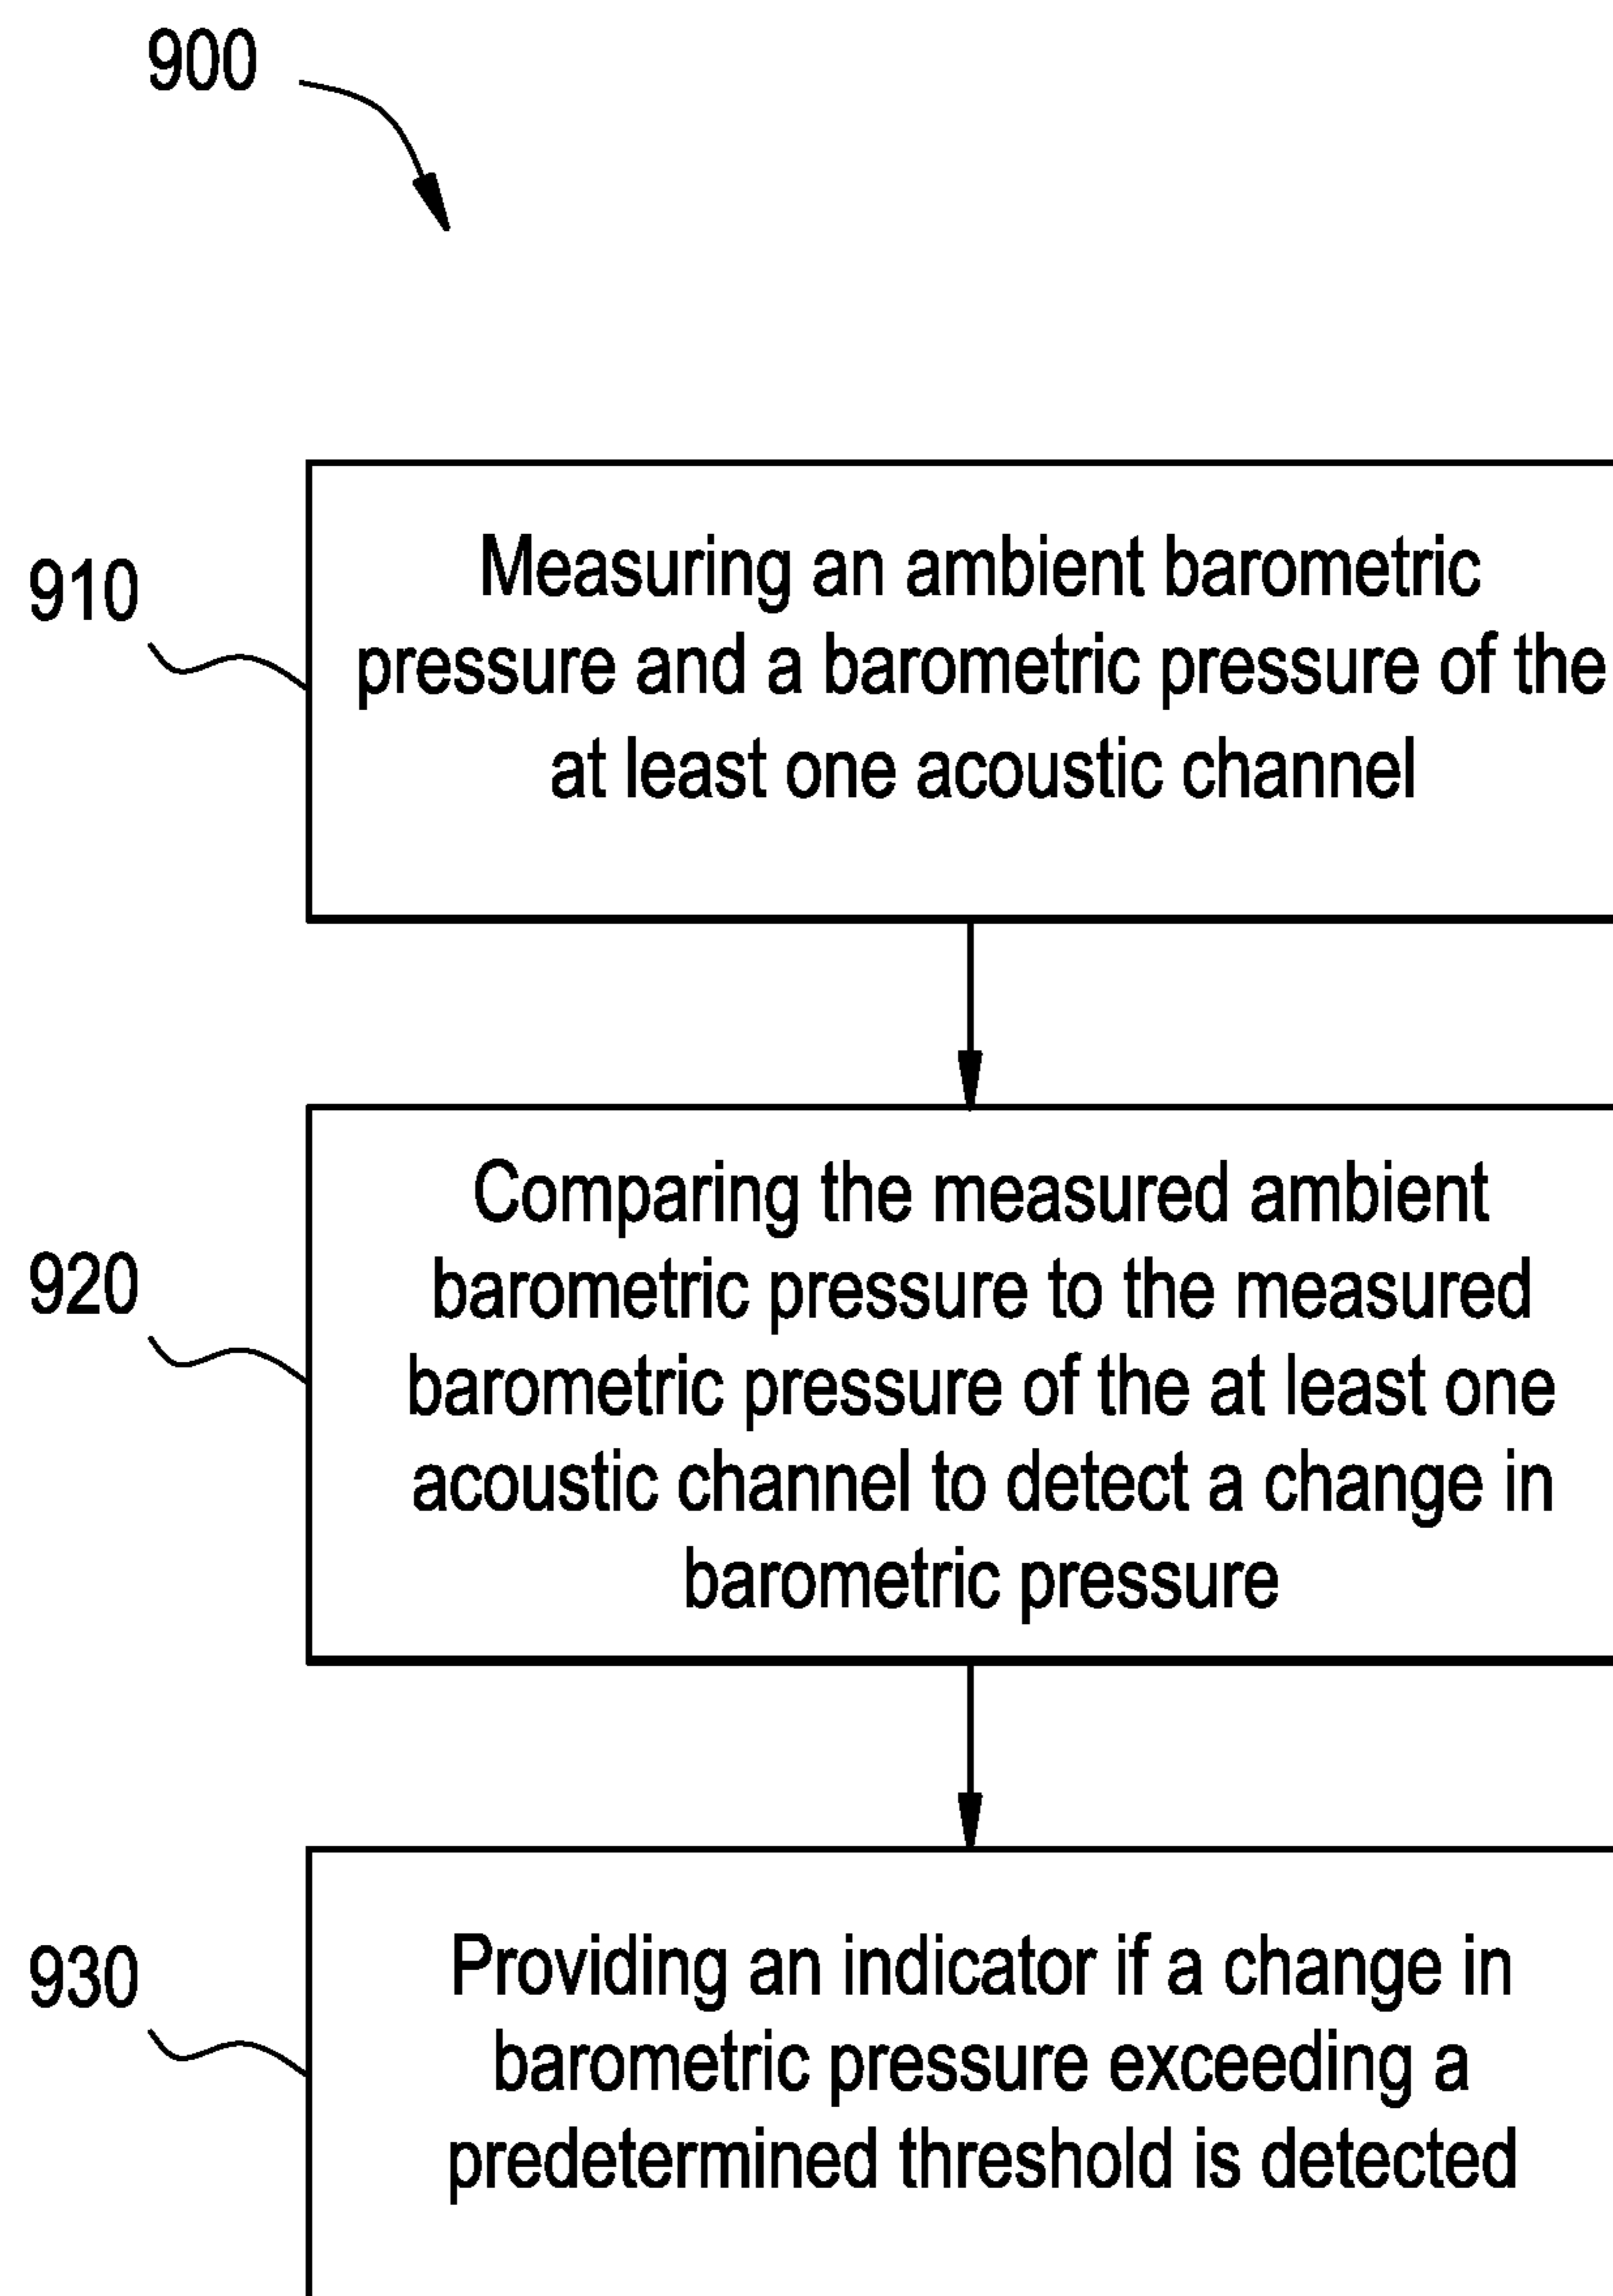 900
910
Measuring an ambient barometric
pressure and a barometric pressure of the
at least one acoustic channel
920
Comparing the measured ambient
barometric pressure to the measured
barometric pressure of the at least one
acoustic channel to detect a change in
barometric pressure
930
Providing an indicator if a change in
barometric pressure exceeding a
predetermined threshold is detected